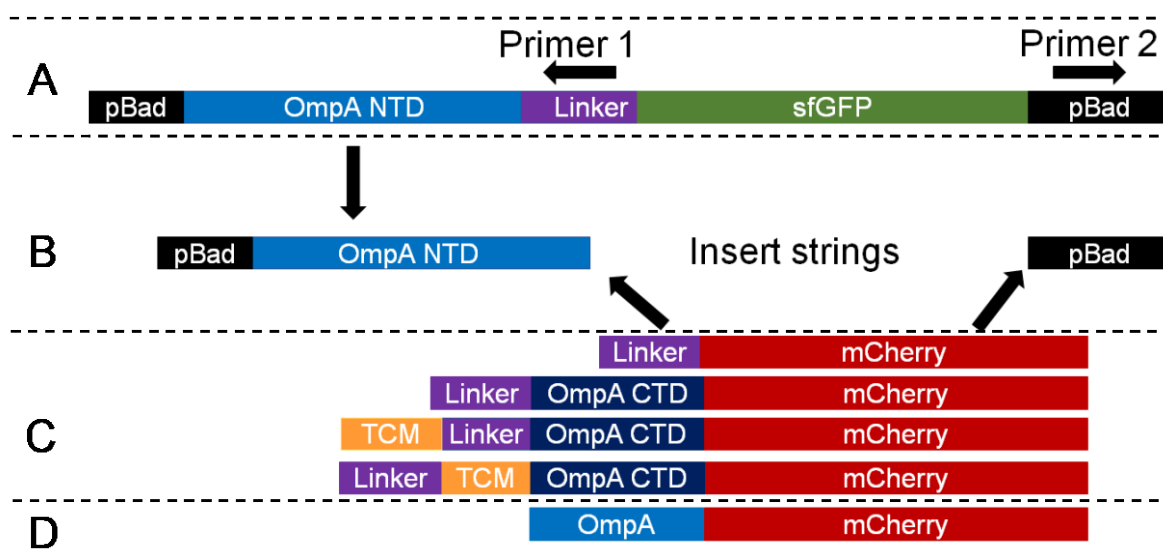 Primer 1 Primer 2
A
pBad OmpA NTD Linker sfGFP pBad
B
pBad OmpA NTD Insert strings pBad
Linker mCherry
Linker OmpA CTD mCherry
C
TCM Linker OmpA CTD mCherry
Linker TCM OmpA CTD mCherry
D
OmpA mCherry